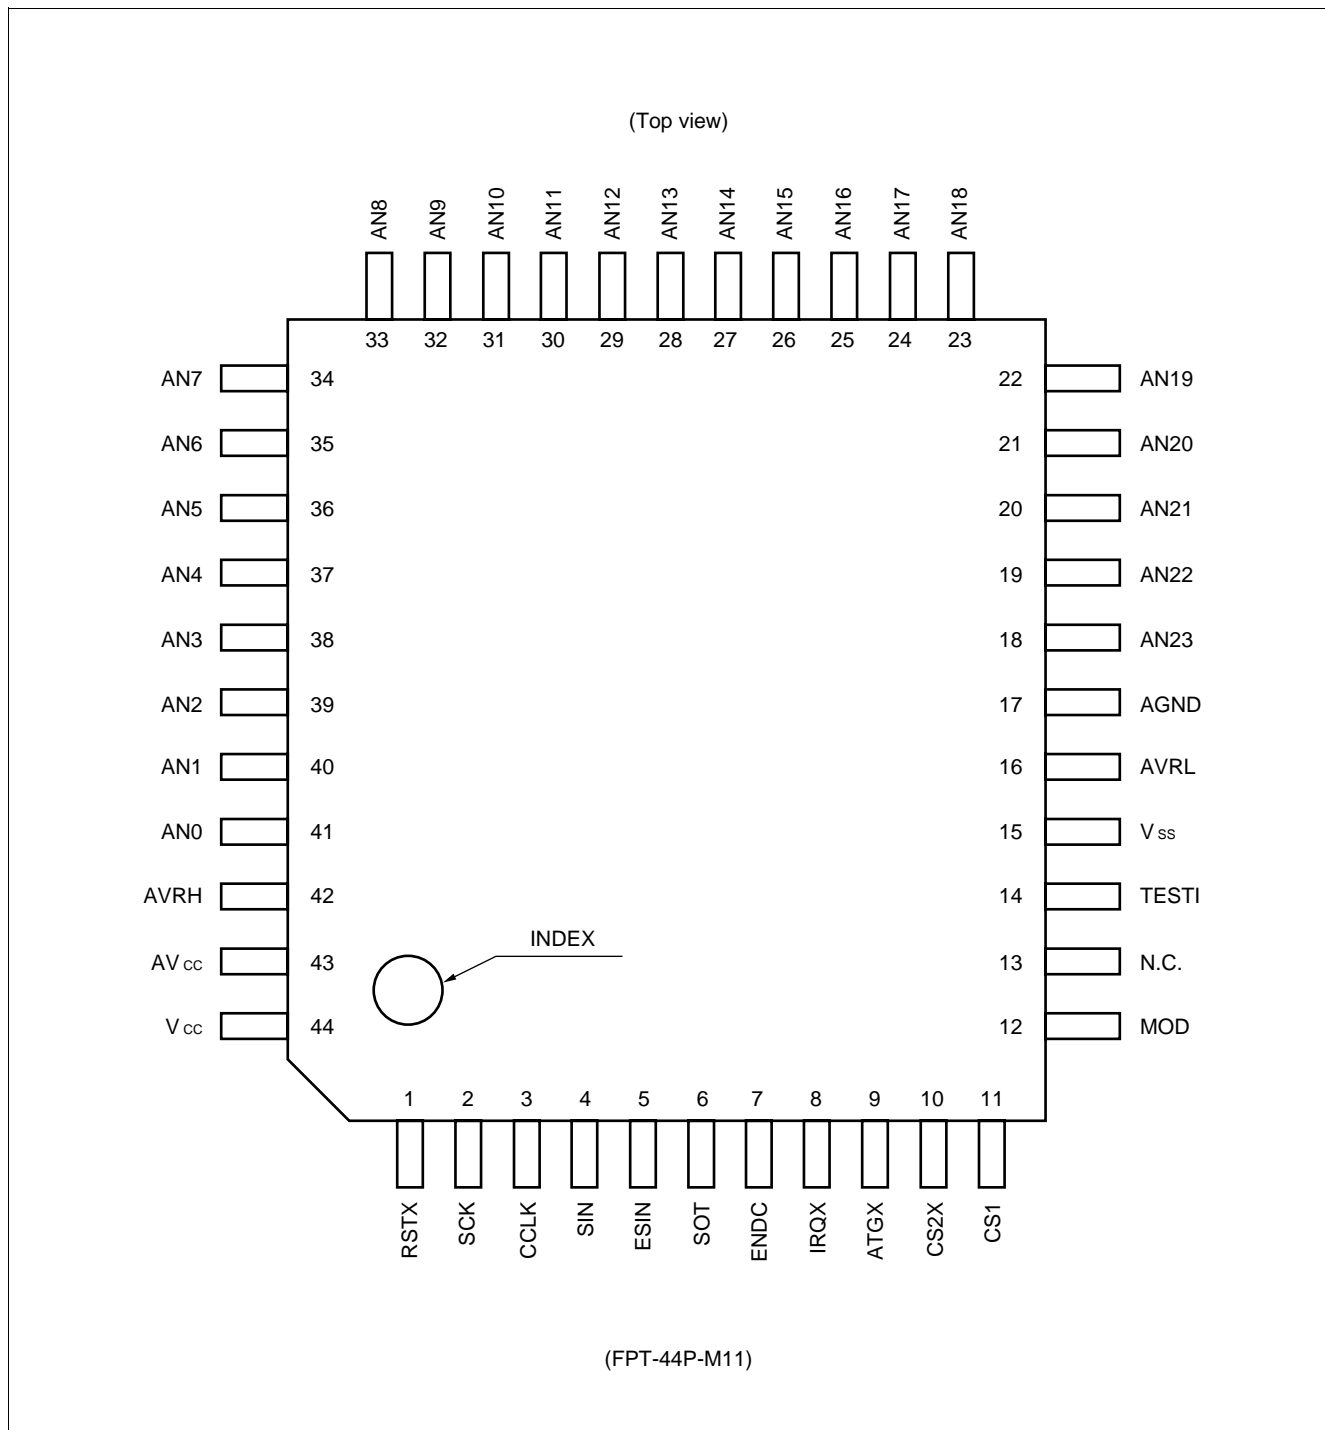 (Top view)
AN8 AN9 AN10 AN11 AN12 AN13 AN14 AN15 AN16 AN17 AN18
33 32 31 30 29 28 27 26 25 24 23
AN7 34 22 AN19
AN6 35 21 AN20
AN5 36 20 AN21
AN4 37 19 AN22
AN3 38 18 AN23
AN2 39 17 AGND
AN1 40 16 AVRL
AN0 41 15 Vss
AVRH 42 14 TESTI
INDEX
AVcc 43 13 N.C.
Vcc 44 12 MOD
1 2 3 4 5 6 7 8 9 10 11
RSTX SCK CCLK SIN ESIN SOT ENDC IRQX ATGX CS2X CS1
(FPT-44P-M11)